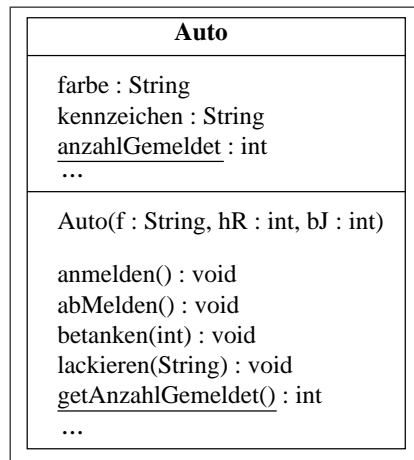 Auto
farbe : String
kennzeichen : String
anzahlGemeldet : int
...
Auto(f : String, hR : int, bJ : int)
anmelden() : void
abMelden() : void
betanken(int) : void
lackieren(String) : void
getAnzahlGemeldet() : int
...